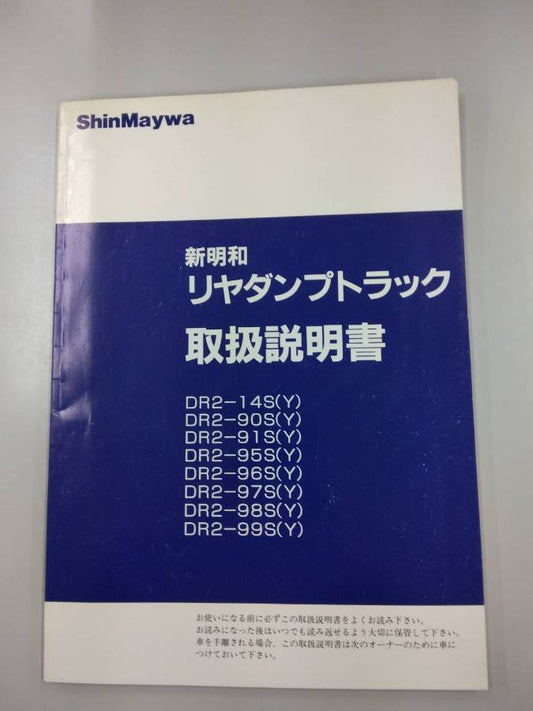 ShinMaywa
新明和
リヤダンプトラック
取扱説明書
DR2-14S(Y)
DR2-90S(Y)
DR2-91S(Y)
DR2-95S(Y)
DR2-96S(Y)
DR2-97S(Y)
DR2-98S(Y)
DR2-99S(Y)
お使いになる前に必ずこの取扱説明書をよくお読み下さい。
お読みになった後はいつでも読み返せるよう大切に保管して下さい。
車を手離される場合、この取扱説明書は次のオーナーのために車に
つけておいて下さい。